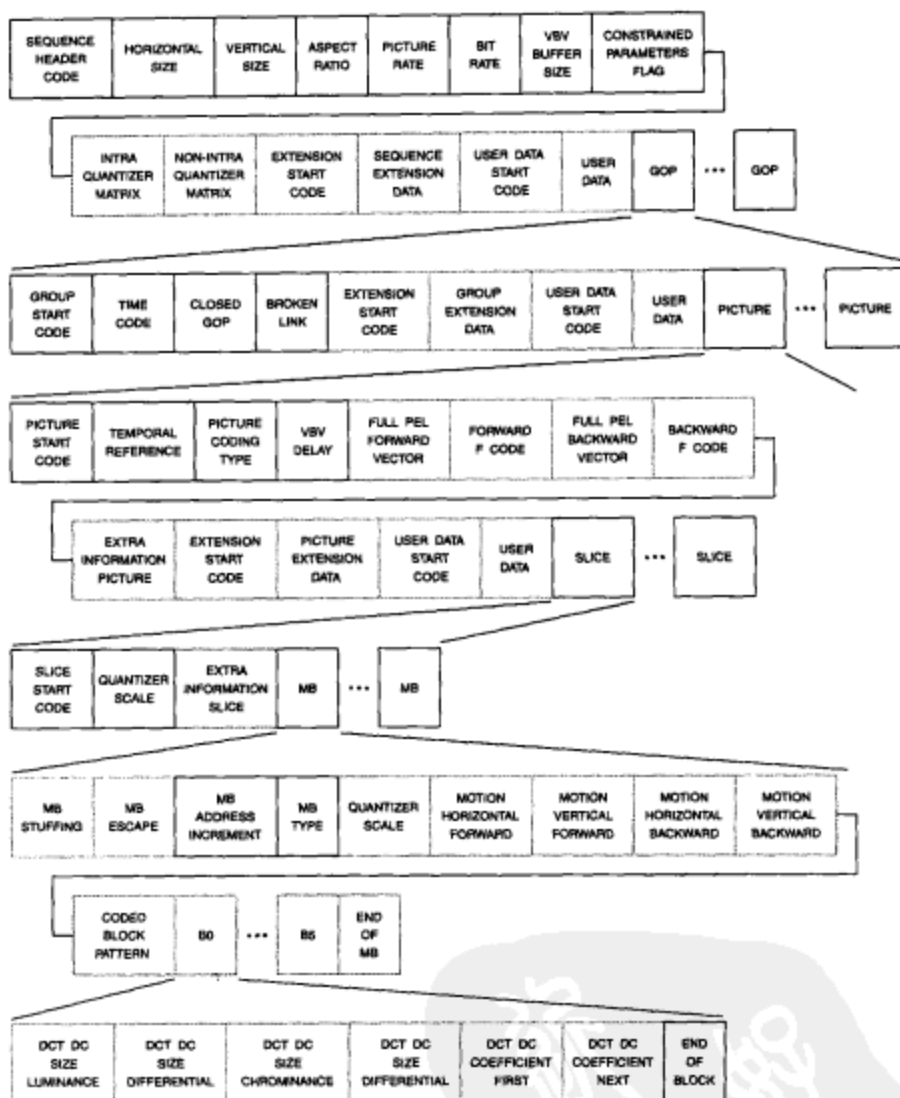 SEQUENCE HEADER CODE
HORIZONTAL SIZE
VERTICAL SIZE
ASPECT RATIO
PICTURE RATE
BIT RATE
VBV BUFFER SIZE
CONSTRAINED PARAMETERS FLAG
INTRA QUANTIZER MATRIX
NON-INTRA QUANTIZER MATRIX
EXTENSION START CODE
SEQUENCE EXTENSION DATA
USER DATA START CODE
USER DATA
GOP
•••
GOP
GROUP START CODE
TIME CODE
CLOSED GOP
BROKEN LINK
EXTENSION START CODE
GROUP EXTENSION DATA
USER DATA START CODE
USER DATA
PICTURE
•••
PICTURE
PICTURE START CODE
TEMPORAL REFERENCE
PICTURE CODING TYPE
VBV DELAY
FULL PEL FORWARD VECTOR
FORWARD F CODE
FULL PEL BACKWARD VECTOR
BACKWARD F CODE
EXTRA INFORMATION PICTURE
EXTENSION START CODE
PICTURE EXTENSION DATA
USER DATA START CODE
USER DATA
SLICE
•••
SLICE
SLICE START CODE
QUANTIZER SCALE
EXTRA INFORMATION SLICE
MB
•••
MB
MB STUFFING
MB ESCAPE
MB ADDRESS INCREMENT
MB TYPE
QUANTIZER SCALE
MOTION HORIZONTAL FORWARD
MOTION VERTICAL FORWARD
MOTION HORIZONTAL BACKWARD
MOTION VERTICAL BACKWARD
CODED BLOCK PATTERN
B0
•••
B5
END OF MB
DCT DC SIZE LUMINANCE
DCT DC SIZE DIFFERENTIAL
DCT DC SIZE CHROMINANCE
DCT DC SIZE DIFFERENTIAL
DCT DC COEFFICIENT FIRST
DCT DC COEFFICIENT NEXT
END OF BLOCK